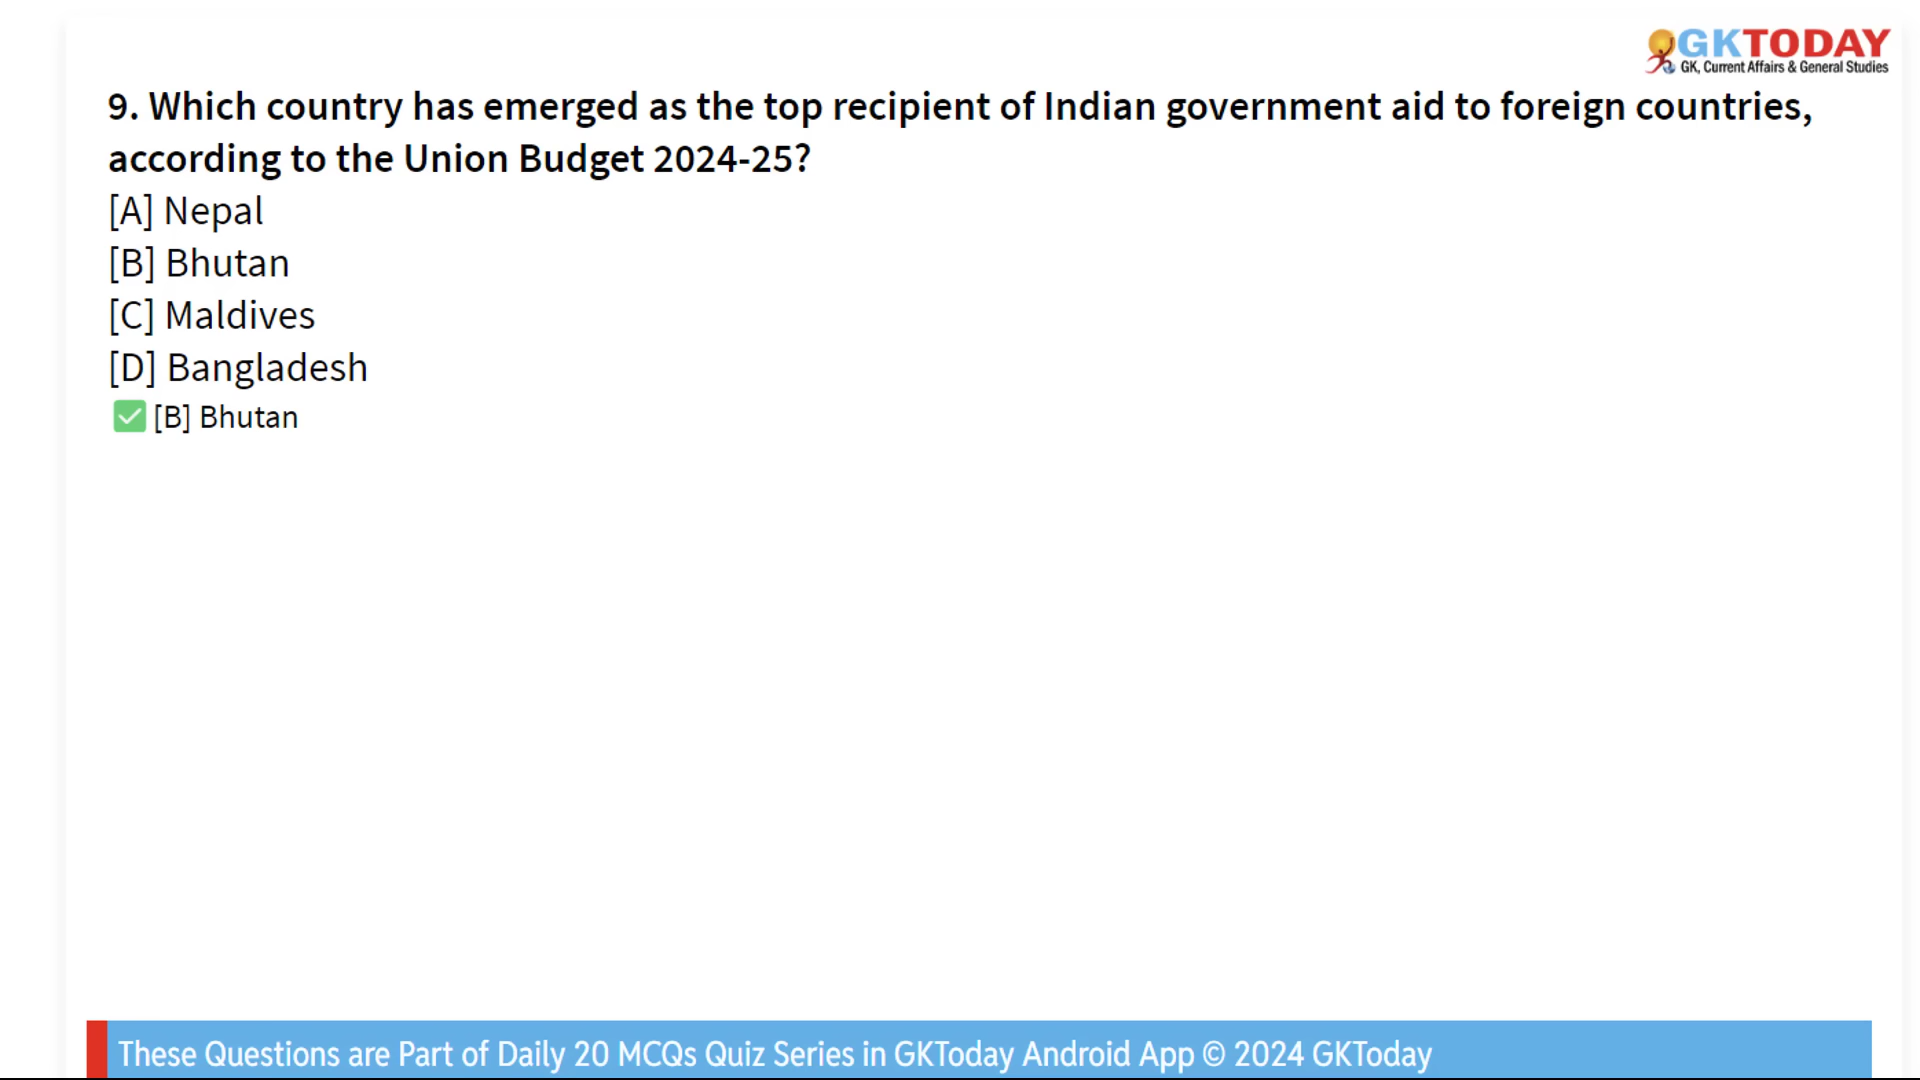 GKTODAY
GK, Current Affairs & General Studies
9. Which country has emerged as the top recipient of Indian government aid to foreign countries,
according to the Union Budget 2024-25?
[A] Nepal
[B] Bhutan
[C] Maldives
[D] Bangladesh
✅ [B] Bhutan
These Questions are Part of Daily 20 MCQs Quiz Series in GKToday Android App © 2024 GKToday